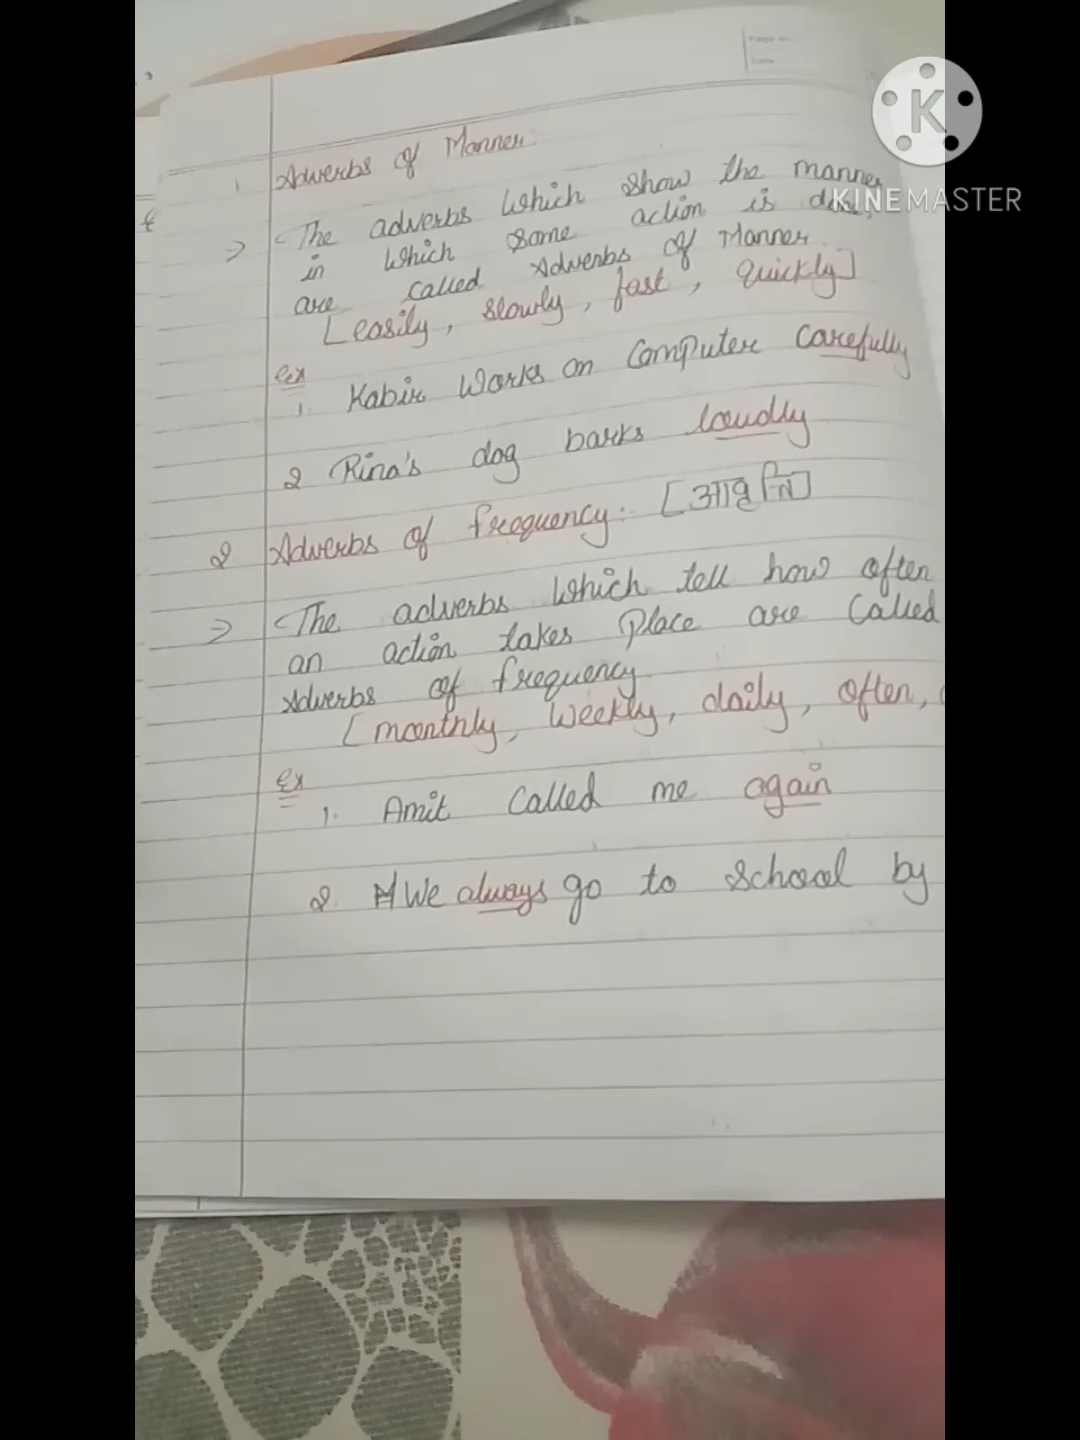 K
KINEMASTER
1 Adverbs of Manner:
The adverbs which show the manner
in which some action is done,
are called Adverbs of Manner.
[easily, slowly, fast, quickly]
Ex
1. Kabir works on computer carefully
2 Rina's dog barks loudly
2 Adverbs of frequency: [आवृत्ति]
The adverbs which tell how often
an action takes place are called
Adverbs of frequency
[monthly, weekly, daily, often,
Ex
1. Amit called me again
2. We always go to school by